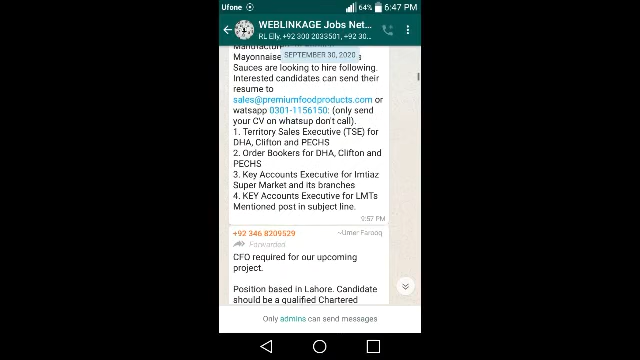 Ufone 64% 6:47 PM
WEBLINKAGE Jobs Net...
RL Elly, +92 300 2033501, +92 30...
SEPTEMBER 30, 2020
Mayonnaise
Sauces are looking to hire following.
Interested candidates can send their
resume to
sales@premiumfoodproducts.com or
watsapp 0301-1156150: (only send
your CV on whatsup don't call).
1. Territory Sales Executive (TSE) for
DHA, Clifton and PECHS
2. Order Bookers for DHA, Clifton and
PECHS
3. Key Accounts Executive for Imtiaz
Super Market and its branches
4. KEY Accounts Executive for LMTs
Mentioned post in subject line.
9:57 PM
+92 346 8209529 ~Umer Farooq
Forwarded
CFO required for our upcoming
project.
Position based in Lahore. Candidate
should be a qualified Chartered
Only admins can send messages